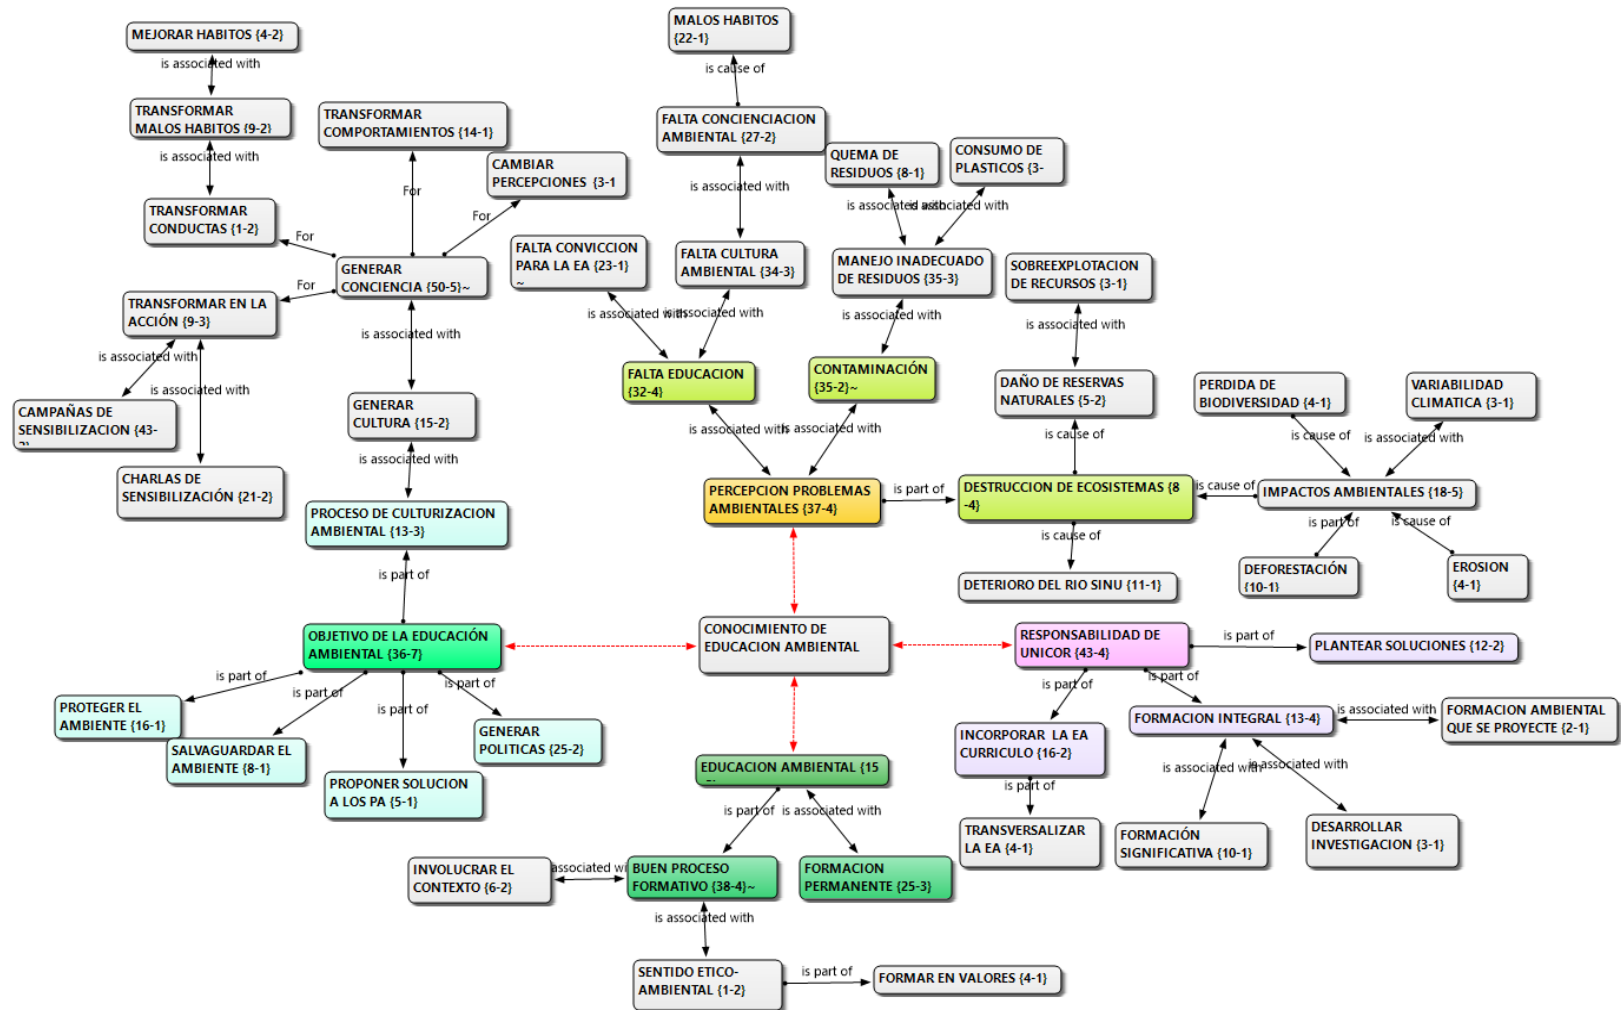 MEJORAR HABITOS {4-2}
is associated with
TRANSFORMAR
MALOS HABITOS {9-2}
is associated with
TRANSFORMAR
CONDUCTAS {1-2}
TRANSFORMAR
COMPORTAMIENTOS {14-1}
CAMBIAR
PERCEPCIONES {3-1
For
For
For
For
GENERAR
CONCIENCIA {50-5}~
TRANSFORMAR EN LA
ACCIÓN {9-3}
is associated with
is associated with
CAMPAÑAS DE
SENSIBILIZACION {43-
CHARLAS DE
SENSIBILIZACIÓN {21-2}
is associated with
GENERAR
CULTURA {15-2}
is associated with
PROCESO DE CULTURIZACION
AMBIENTAL {13-3}
is part of
OBJETIVO DE LA EDUCACIÓN
AMBIENTAL {36-7}
is part of
is part of
is part of
is part of
PROTEGER EL
AMBIENTE {16-1}
SALVAGUARDAR EL
AMBIENTE {8-1}
PROPONER SOLUCION
A LOS PA {5-1}
GENERAR
POLITICAS {25-2}
MALOS HABITOS
{22-1}
is cause of
FALTA CONCIENCIACION
AMBIENTAL {27-2}
is associated with
FALTA CONVICCION
PARA LA EA {23-1}
~
FALTA CULTURA
AMBIENTAL {34-3}
is associated with
is associated with
FALTA EDUCACION
{32-4}
is associated with
QUEMA DE
RESIDUOS {8-1}
CONSUMO DE
PLASTICOS {3-
is associated with
is associated with
MANEJO INADECUADO
DE RESIDUOS {35-3}
is associated with
CONTAMINACIÓN
{35-2}~
is associated with
PERCEPCION PROBLEMAS
AMBIENTALES {37-4}
is part of
SOBREEXPLOTACION
DE RECURSOS {3-1}
is associated with
DAÑO DE RESERVAS
NATURALES {5-2}
is cause of
DESTRUCCION DE ECOSISTEMAS {8
-4}
is cause of
DETERIORO DEL RIO SINU {11-1}
is cause of
PERDIDA DE
BIODIVERSIDAD {4-1}
VARIABILIDAD
CLIMATICA {3-1}
is cause of
is associated with
IMPACTOS AMBIENTALES {18-5}
is part of
is cause of
DEFORESTACIÓN
{10-1}
EROSION
{4-1}
CONOCIMIENTO DE
EDUCACION AMBIENTAL
RESPONSABILIDAD DE
UNICOR {43-4}
is part of
PLANTEAR SOLUCIONES {12-2}
is part of
is part of
INCORPORAR LA EA
CURRICULO {16-2}
is part of
TRANSVERSALIZAR
LA EA {4-1}
FORMACION INTEGRAL {13-4}
is associated with
FORMACION AMBIENTAL
QUE SE PROYECTE {2-1}
is associated with
is associated with
FORMACIÓN
SIGNIFICATIVA {10-1}
DESARROLLAR
INVESTIGACION {3-1}
EDUCACION AMBIENTAL {15
is part of
is associated with
INVOLUCRAR EL
CONTEXTO {6-2}
associated wi
BUEN PROCESO
FORMATIVO {38-4}~
FORMACION
PERMANENTE {25-3}
is associated with
SENTIDO ETICO-
AMBIENTAL {1-2}
is part of
FORMAR EN VALORES {4-1}